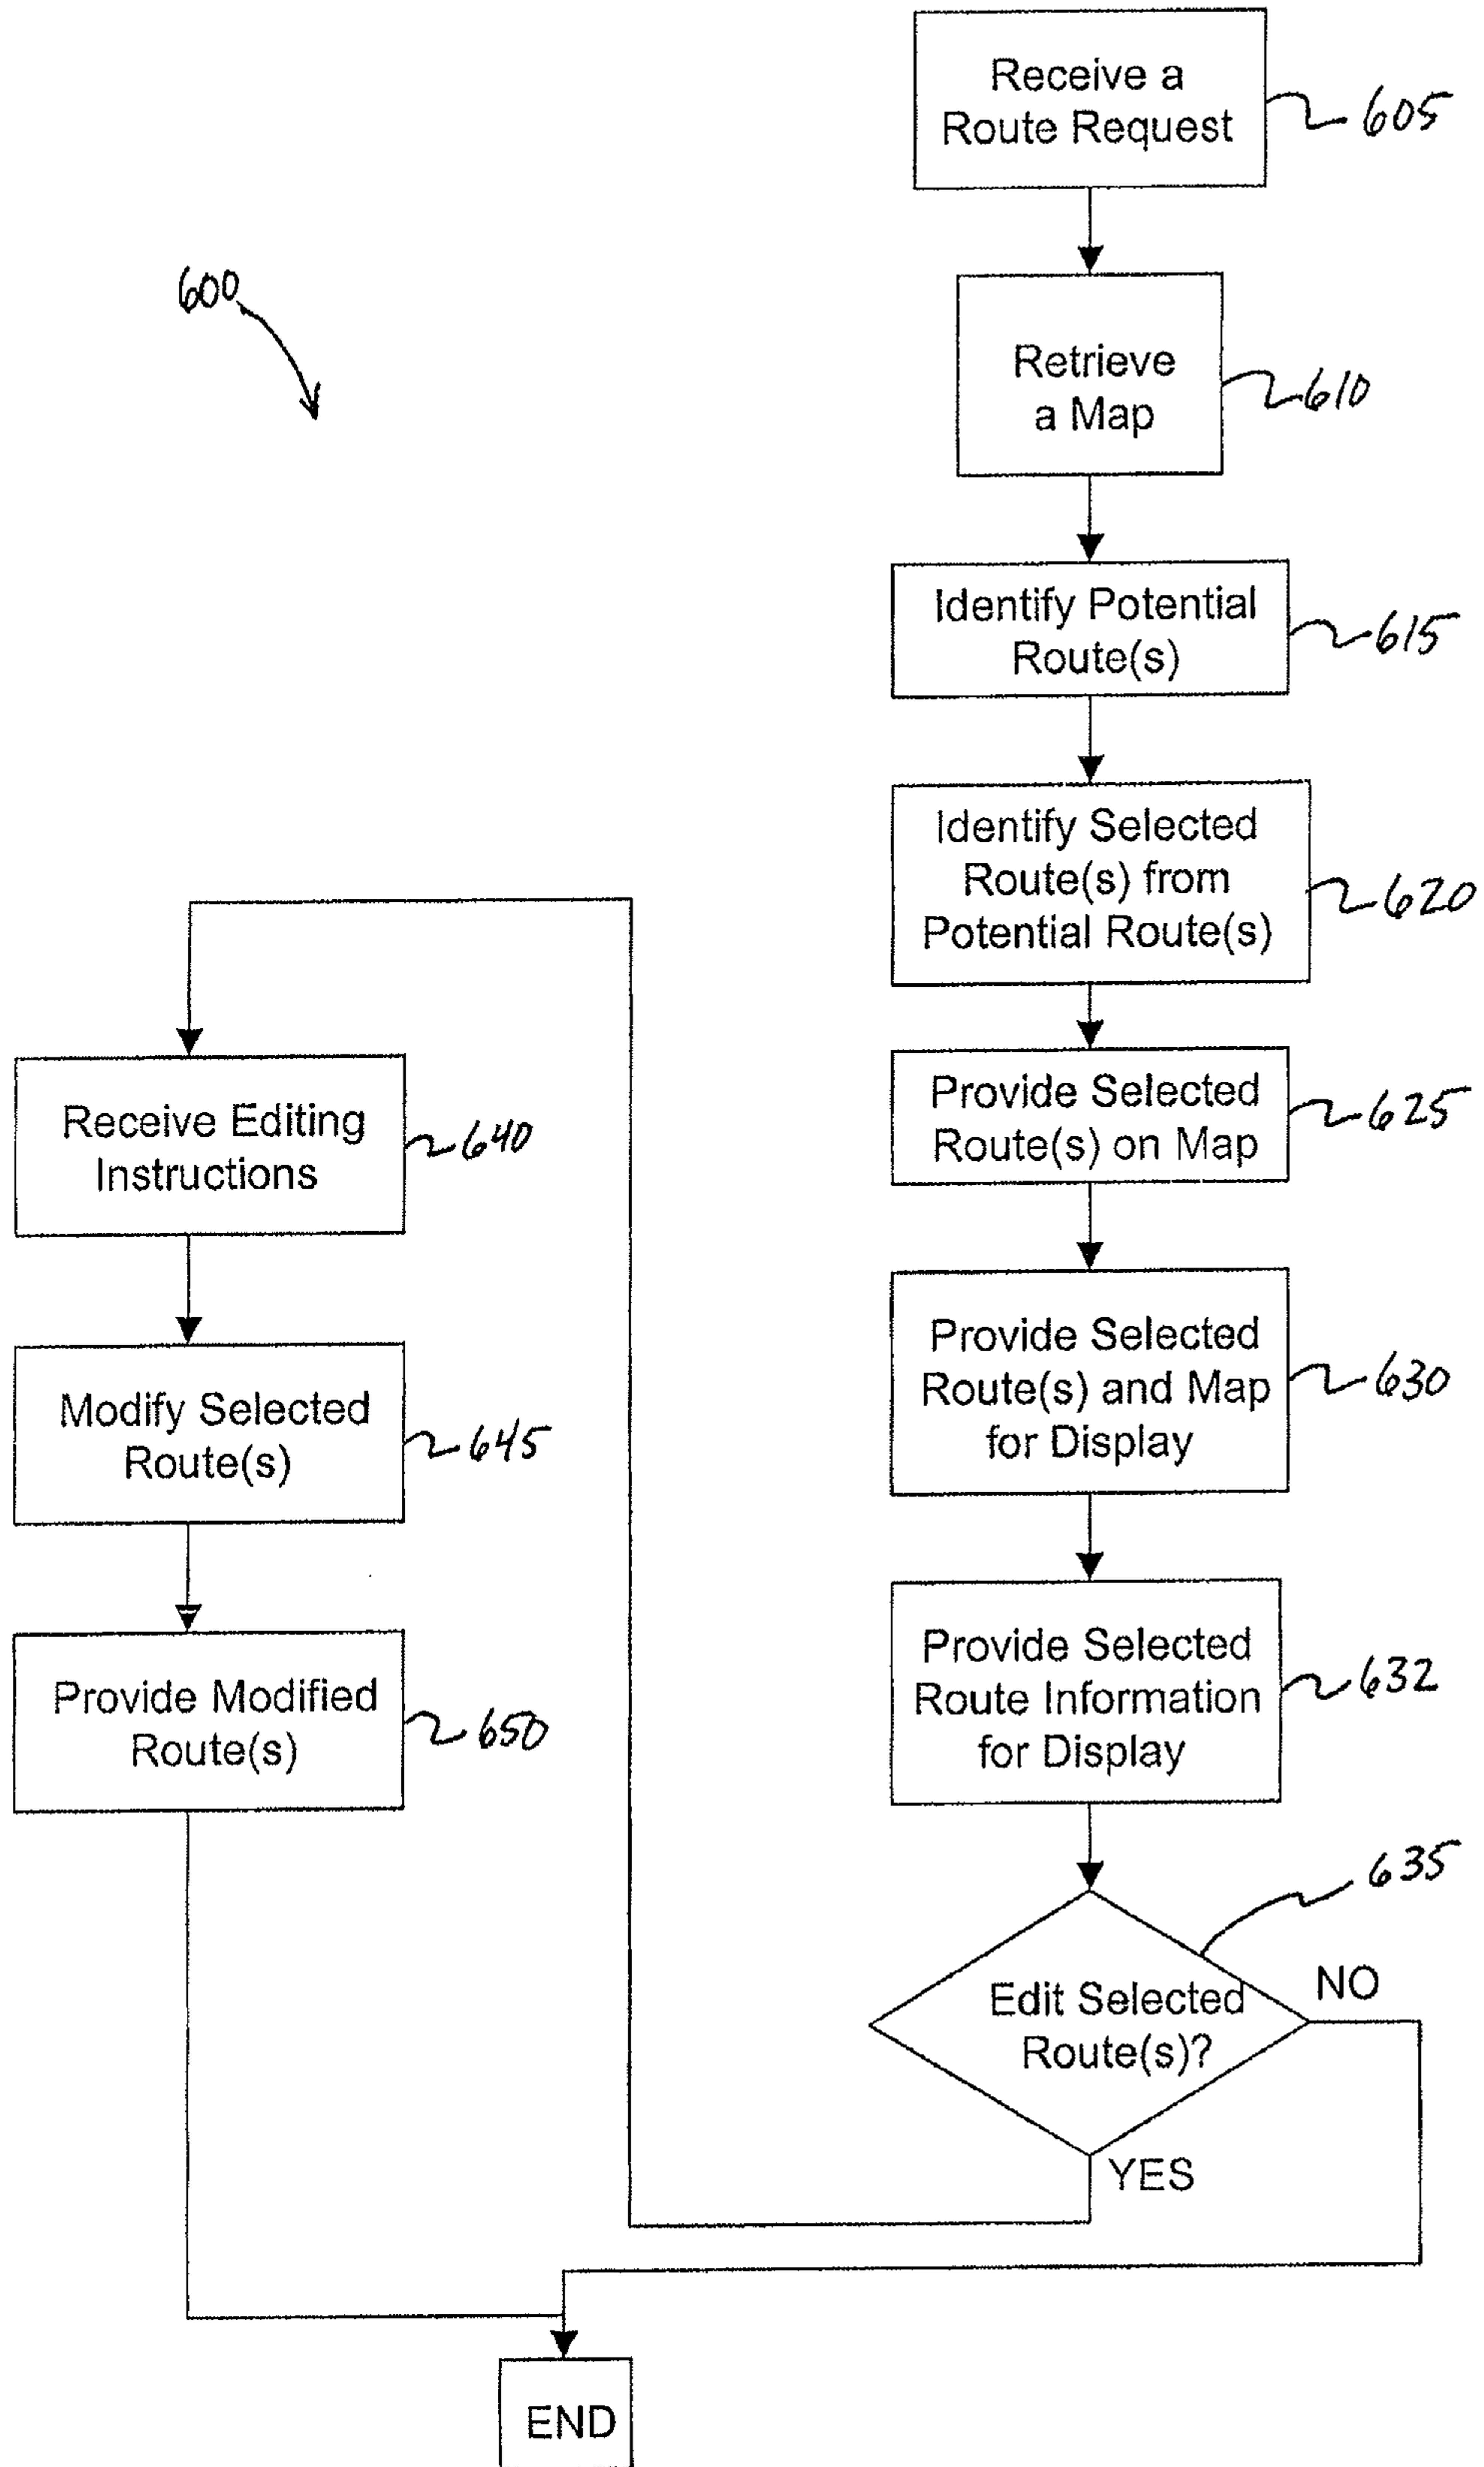 600
Receive a
Route Request
605
Retrieve
a Map
610
Identify Potential
Route(s)
615
Identify Selected
Route(s) from
Potential Route(s)
620
Provide Selected
Route(s) on Map
625
Provide Selected
Route(s) and Map
for Display
630
Provide Selected
Route Information
for Display
632
635
Edit Selected
Route(s)?
NO
YES
Receive Editing
Instructions
640
Modify Selected
Route(s)
645
Provide Modified
Route(s)
650
END